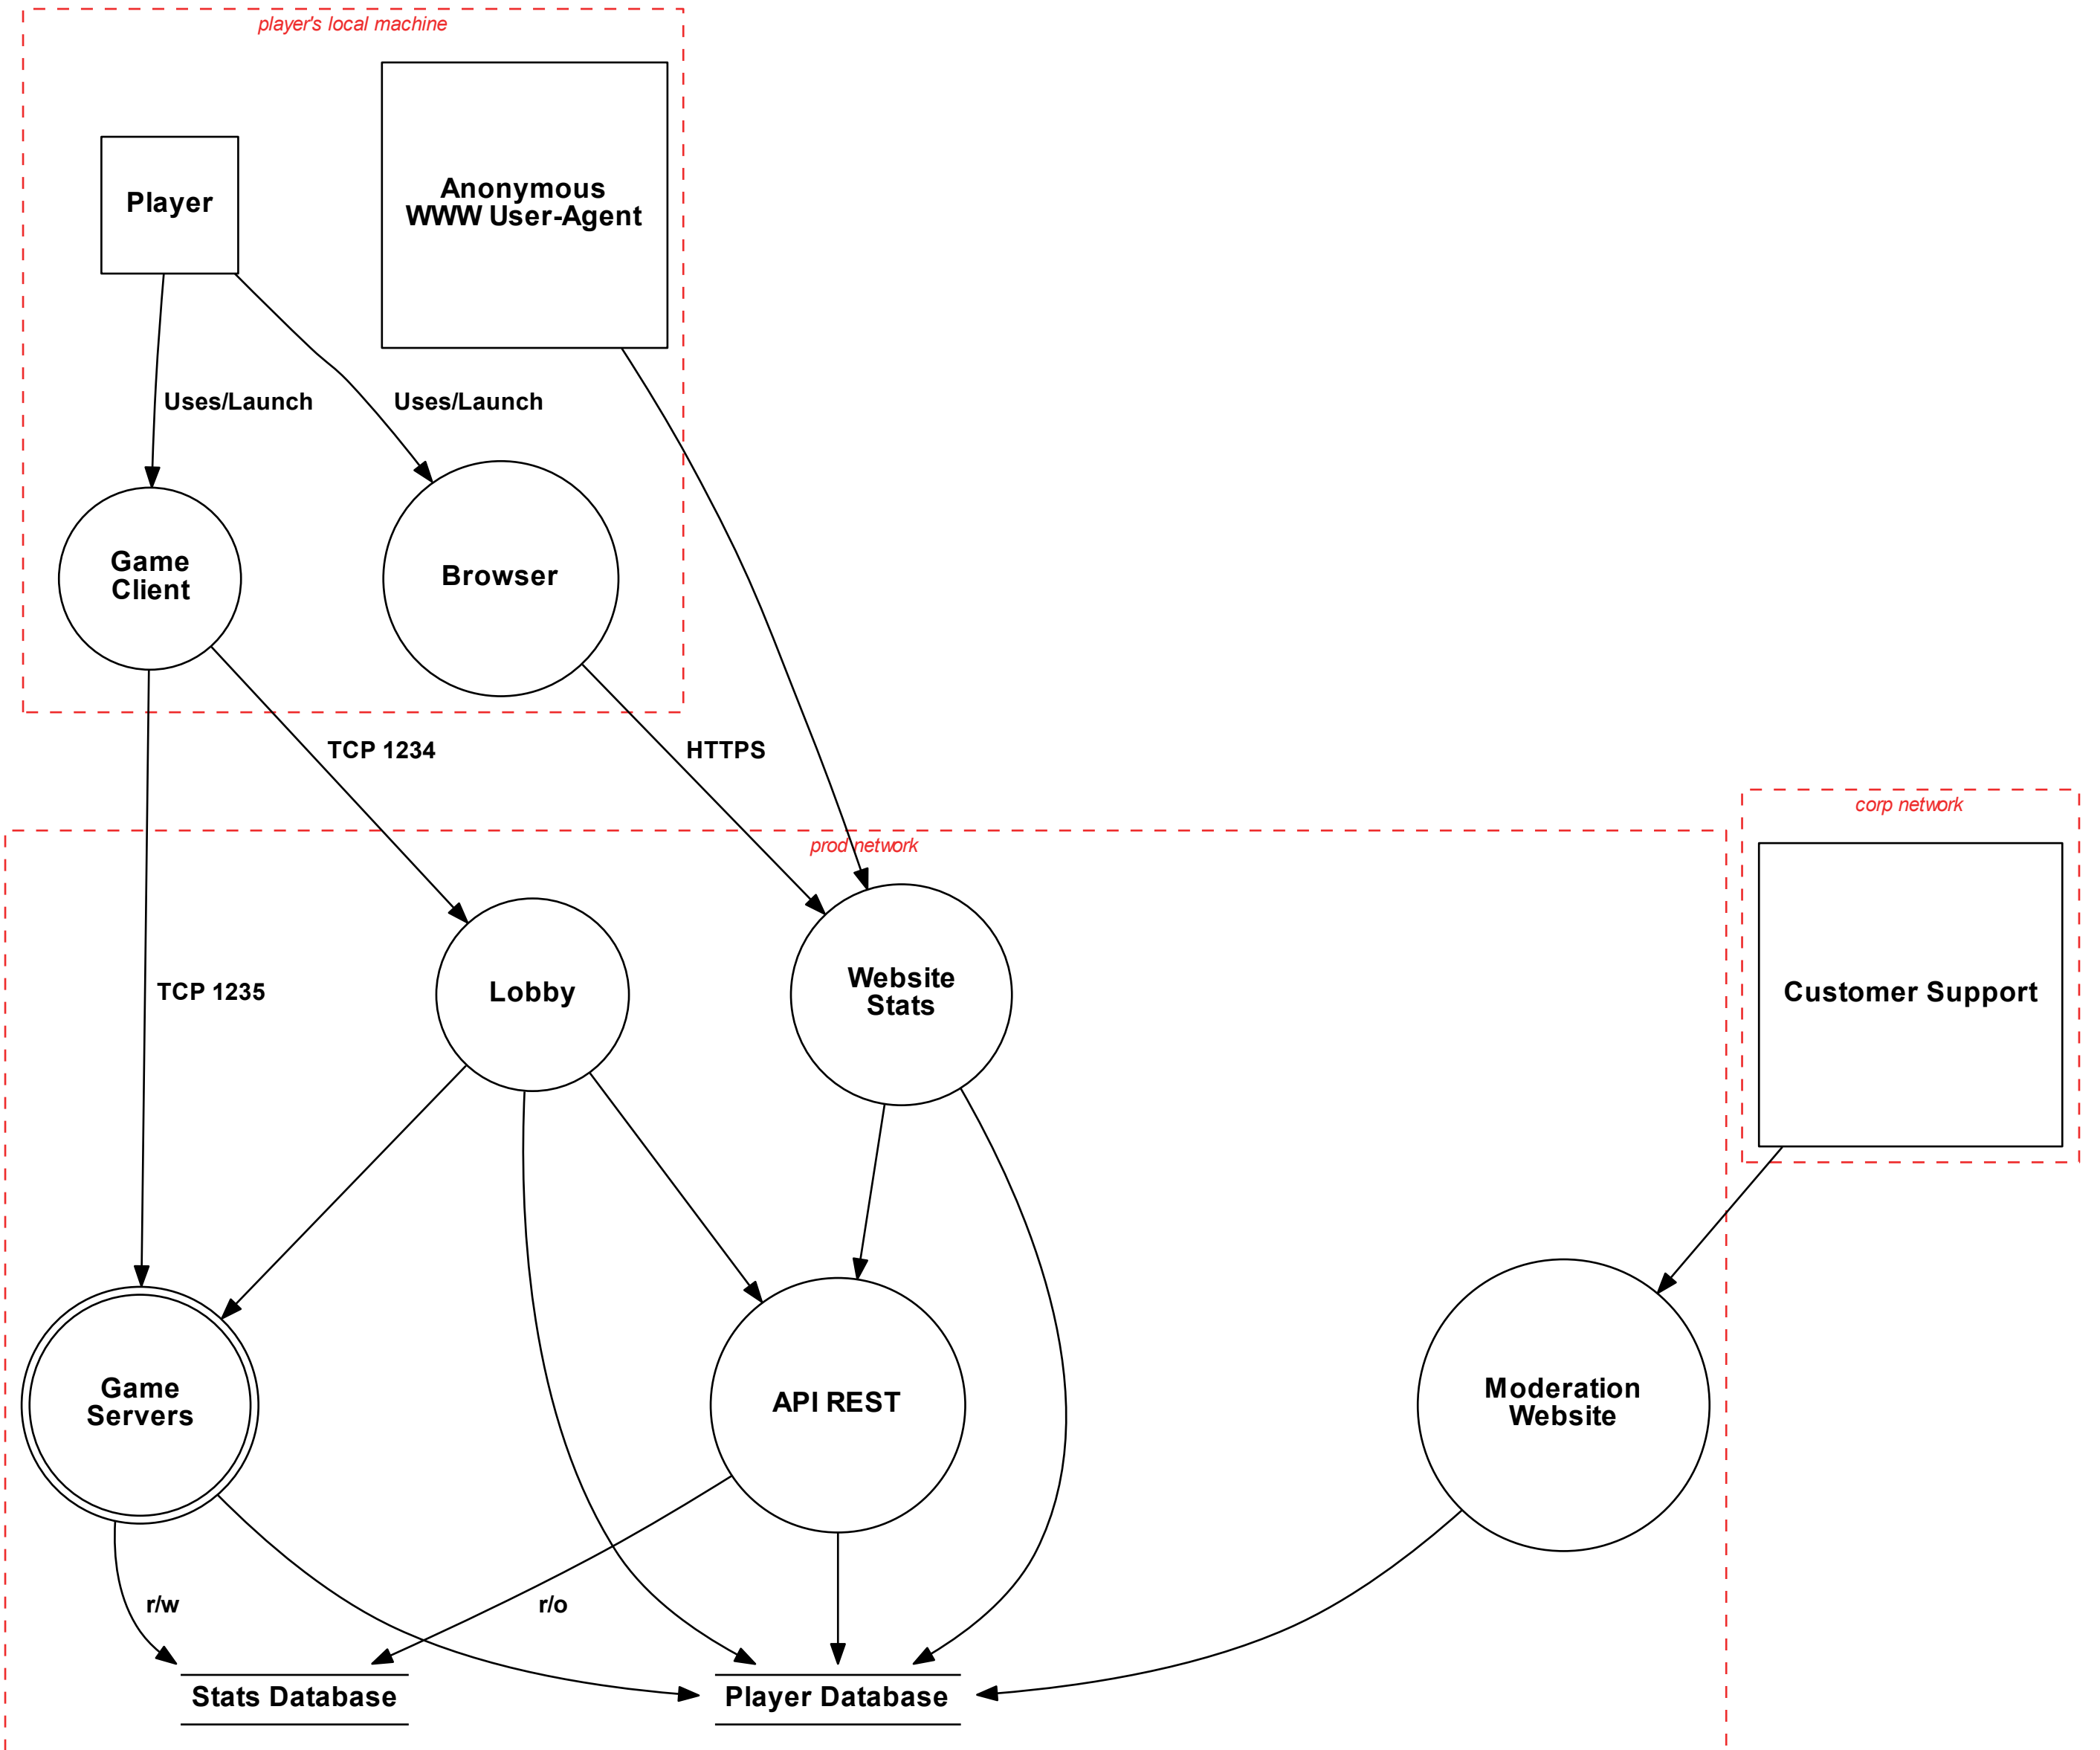 player's local machine
Anonymous
WWW User-Agent
Player
Uses/Launch
Uses/Launch
Game
Client
Browser
TCP 1234
HTTPS
corp network
prod network
Website
Stats
Lobby
Customer Support
TCP 1235
Game
Servers
API REST
Moderation
Website
r/w
r/o
Stats Database
Player Database